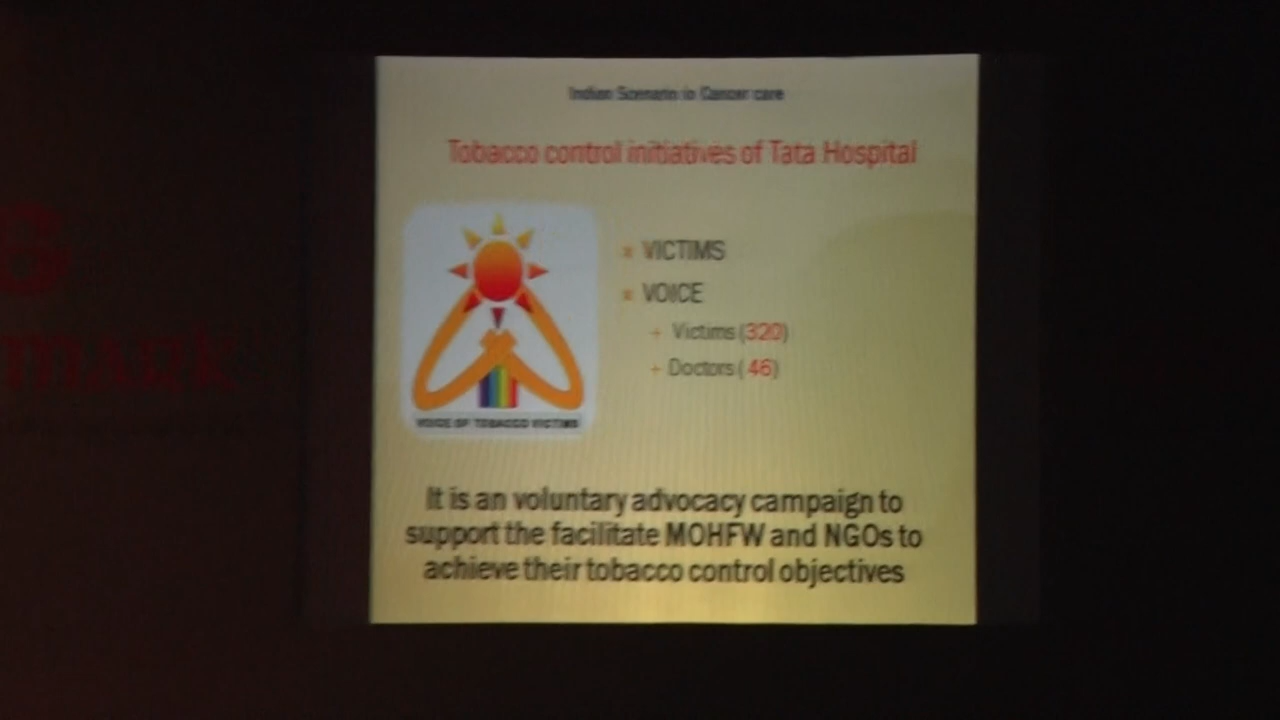 Indian Scenario in Cancer care
Tobacco control initiatives of Tata Hospital
VICTIMS
VOICE
+ Victims (320)
+ Doctors ( 46)
VOICE OF TOBACCO VICTIMS
It is an voluntary advocacy campaign to
support the facilitate MOHFW and NGOs to
achieve their tobacco control objectives